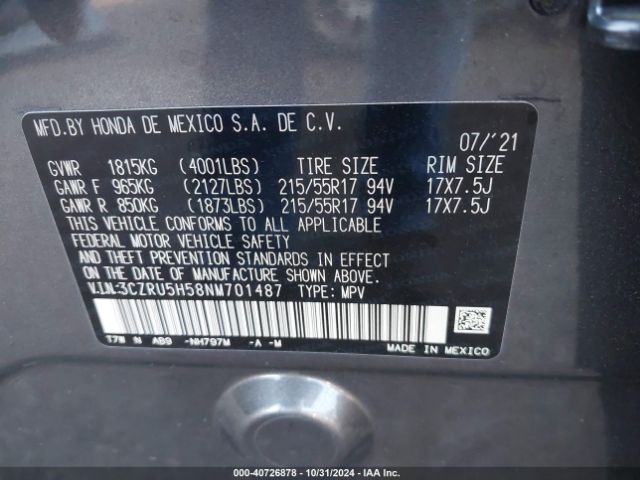 MFD.BY HONDA DE MEXICO S.A. DE C.V.
07/'21
GVWR 1815KG (4001LBS) TIRE SIZE RIM SIZE
GAWR F 965KG (2127LBS) 215/55R17 94V 17X7.5J
GAWR R 850KG (1873LBS) 215/55R17 94V 17X7.5J
THIS VEHICLE CONFORMS TO ALL APPLICABLE
FEDERAL MOTOR VEHICLE SAFETY
AND THEFT PREVENTION STANDARDS IN EFFECT
ON THE DATE OF MANUFACTURE SHOWN ABOVE.
V.I.N:3CZRU5H58NM701487 TYPE: MPV
T7W N AB9 -NH797M -A -M
MADE IN MEXICO
000-40726878 - 10/31/2024 - IAAI.COM